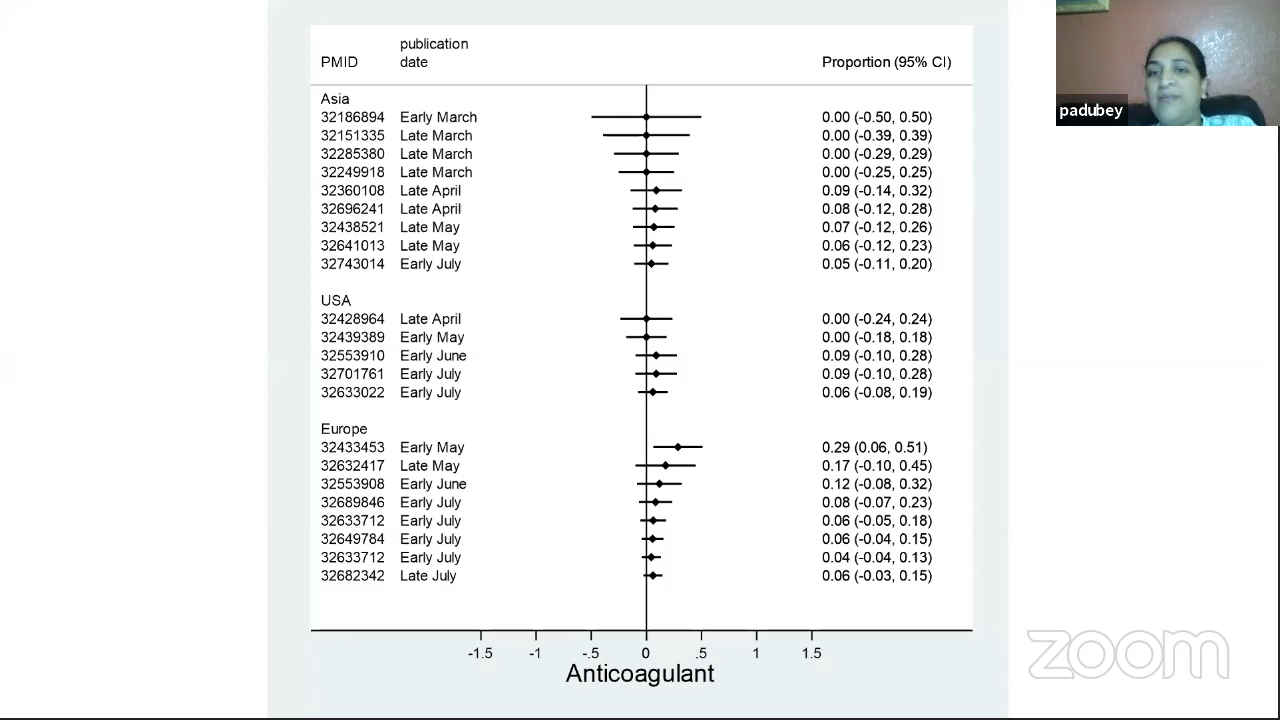 publication
PMID date Proportion (95% CI)
Asia
32186894 Early March 0.00 (-0.50, 0.50)
32151335 Late March 0.00 (-0.39, 0.39)
32285380 Late March 0.00 (-0.29, 0.29)
32249918 Late March 0.00 (-0.25, 0.25)
32360108 Late April 0.09 (-0.14, 0.32)
32696241 Late April 0.08 (-0.12, 0.28)
32438521 Late May 0.07 (-0.12, 0.26)
32641013 Late May 0.06 (-0.12, 0.23)
32743014 Early July 0.05 (-0.11, 0.20)
USA
32428964 Late April 0.00 (-0.24, 0.24)
32439389 Early May 0.00 (-0.18, 0.18)
32553910 Early June 0.09 (-0.10, 0.28)
32701761 Early July 0.09 (-0.10, 0.28)
32633022 Early July 0.06 (-0.08, 0.19)
Europe
32433453 Early May 0.29 (0.06, 0.51)
32632417 Late May 0.17 (-0.10, 0.45)
32553908 Early June 0.12 (-0.08, 0.32)
32689846 Early July 0.08 (-0.07, 0.23)
32633712 Early July 0.06 (-0.05, 0.18)
32649784 Early July 0.06 (-0.04, 0.15)
32633712 Early July 0.04 (-0.04, 0.13)
32682342 Late July 0.06 (-0.03, 0.15)
-1.5 -1 -.5 0 .5 1 1.5
Anticoagulant
padubey
zoom